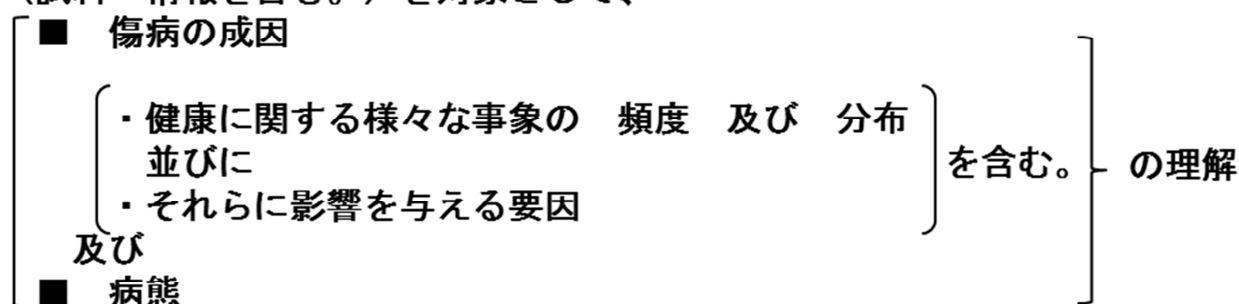 （試料・情報を含む。）を対象として、
■ 傷病の成因
・健康に関する様々な事象の 頻度 及び 分布
並びに
を含む。
の理解
・それらに影響を与える要因
及び
■ 病態